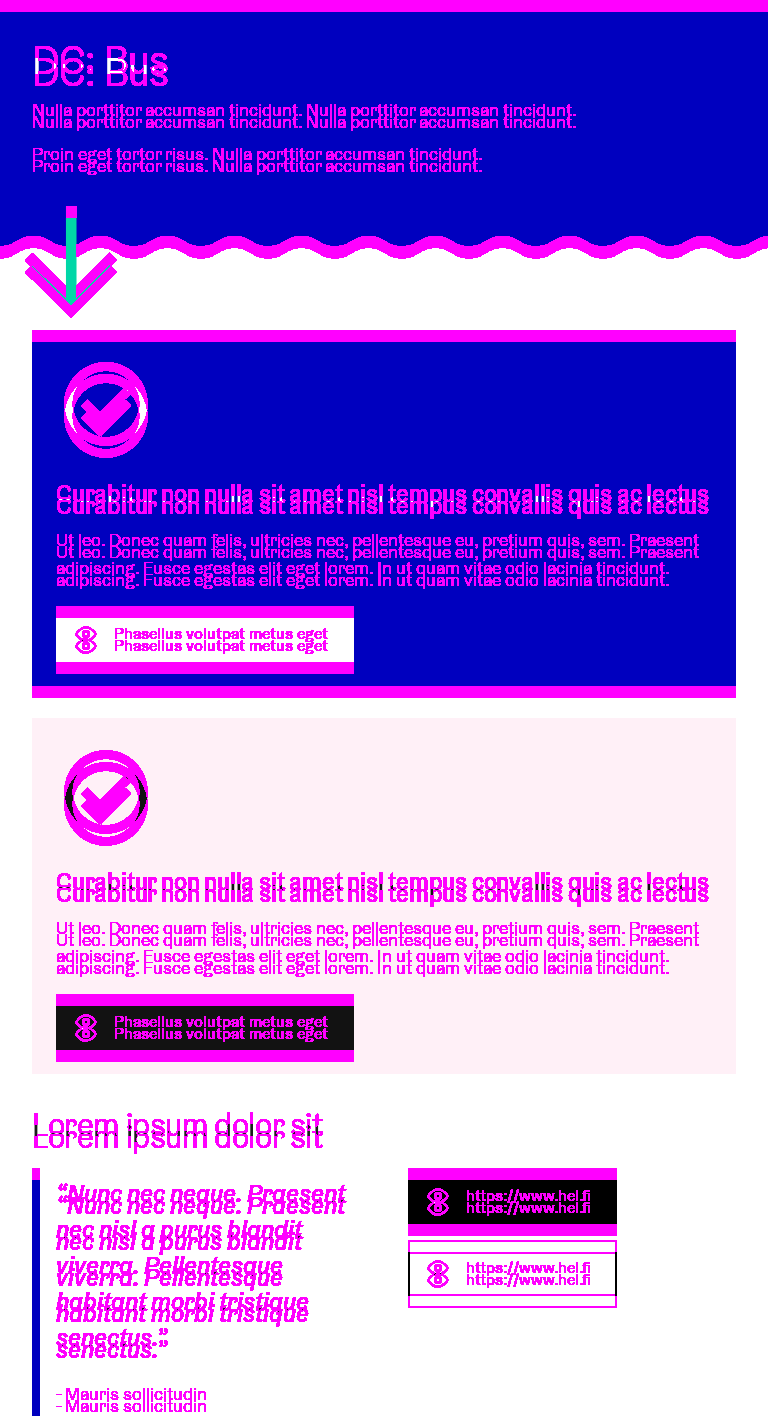 DC: Bus
Nulla porttitor accumsan tincidunt. Nulla porttitor accumsan tincidunt.
Proin eget tortor risus. Nulla porttitor accumsan tincidunt.
Curabitur non nulla sit amet nisl tempus convallis quis ac lectus
Ut leo. Donec quam felis, ultricies nec, pellentesque eu, pretium quis, sem. Praesent
adipiscing. Fusce egestas elit eget lorem. In ut quam vitae odio lacinia tincidunt.
Phasellus volutpat metus eget
Curabitur non nulla sit amet nisl tempus convallis quis ac lectus
Ut leo. Donec quam felis, ultricies nec, pellentesque eu, pretium quis, sem. Praesent
adipiscing. Fusce egestas elit eget lorem. In ut quam vitae odio lacinia tincidunt.
Phasellus volutpat metus eget
Lorem ipsum dolor sit
“Nunc nec neque. Praesent
nec nisl a purus blandit
viverra. Pellentesque
habitant morbi tristique
senectus.”
- Mauris sollicitudin
https://www.hel.fi
https://www.hel.fi